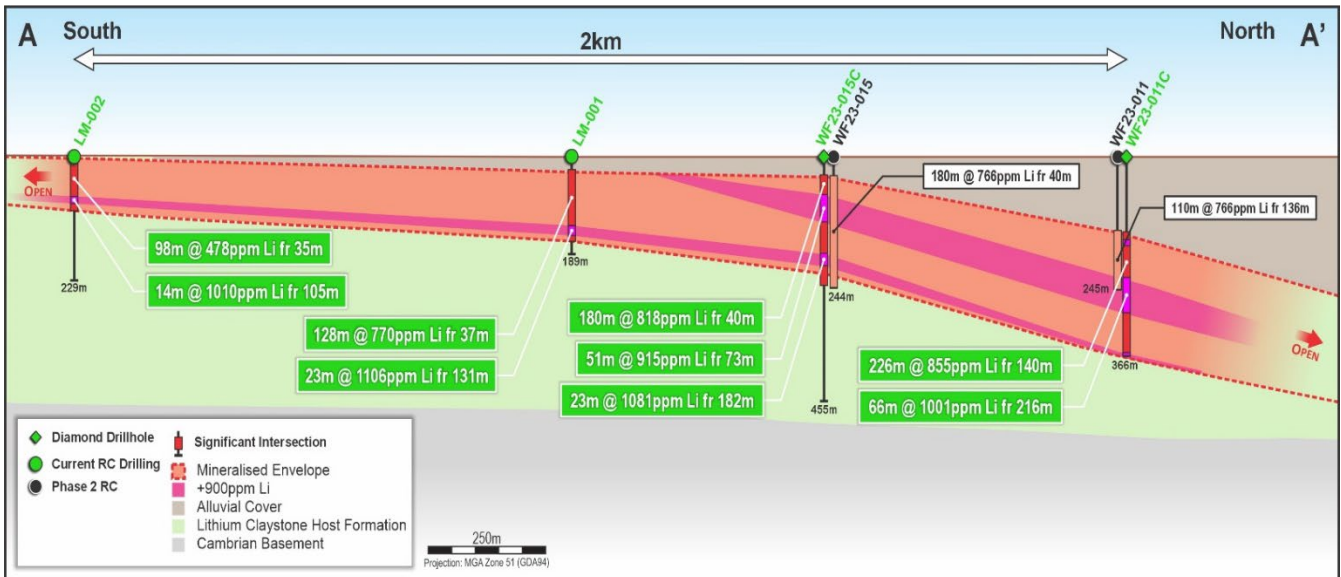 A South
2km
North A'
LM-002
LM-001
WF23-015C
WF23-015
WF23-011
WF23-011C
OPEN
180m @ 766ppm Li fr 40m
110m @ 766ppm Li fr 136m
98m @ 478ppm Li fr 35m
14m @ 1010ppm Li fr 105m
229m
189m
128m @ 770ppm Li fr 37m
23m @ 1106ppm Li fr 131m
244m
180m @ 818ppm Li fr 40m
51m @ 915ppm Li fr 73m
23m @ 1081ppm Li fr 182m
455m
245m
226m @ 855ppm Li fr 140m
66m @ 1001ppm Li fr 216m
366m
OPEN
Diamond Drillhole
Current RC Drilling
Phase 2 RC
Significant Intersection
Mineralised Envelope
+900ppm Li
Alluvial Cover
Lithium Claystone Host Formation
Cambrian Basement
250m
Projection: MGA Zone 51 (GDA94)